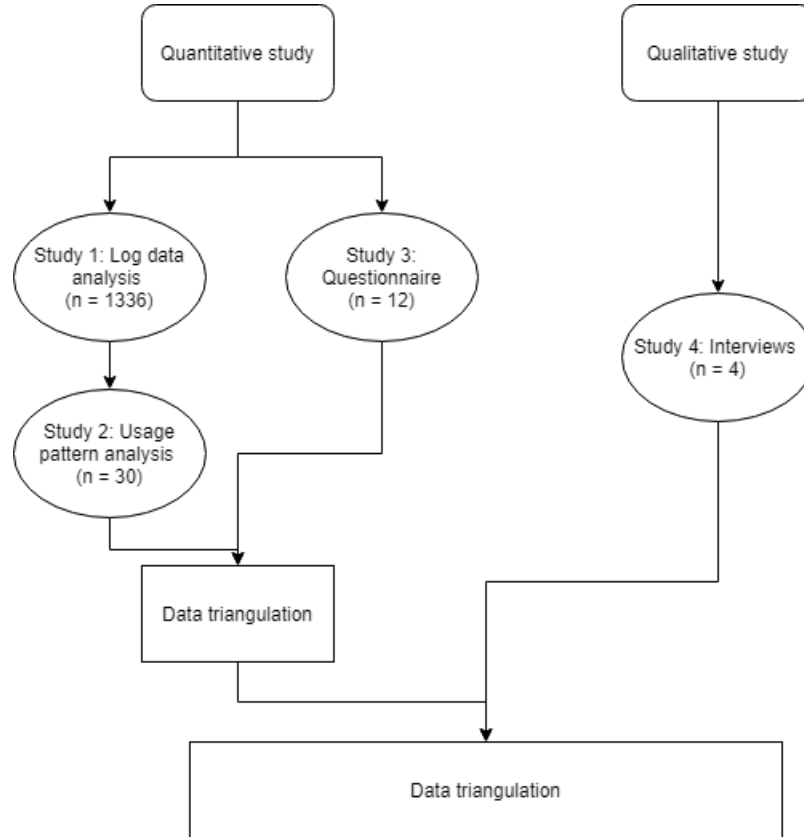 Quantitative study
Qualitative study
Study 1: Log data
analysis
(n = 1336)
Study 3:
Questionnaire
(n = 12)
Study 4: Interviews
(n = 4)
Study 2: Usage
pattern analysis
(n = 30)
Data triangulation
Data triangulation